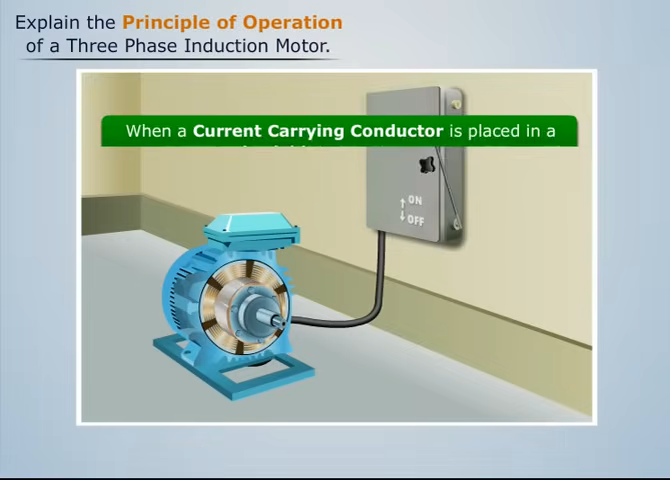 Explain the Principle of Operation
of a Three Phase Induction Motor.
When a Current Carrying Conductor is placed in a
ON
OFF